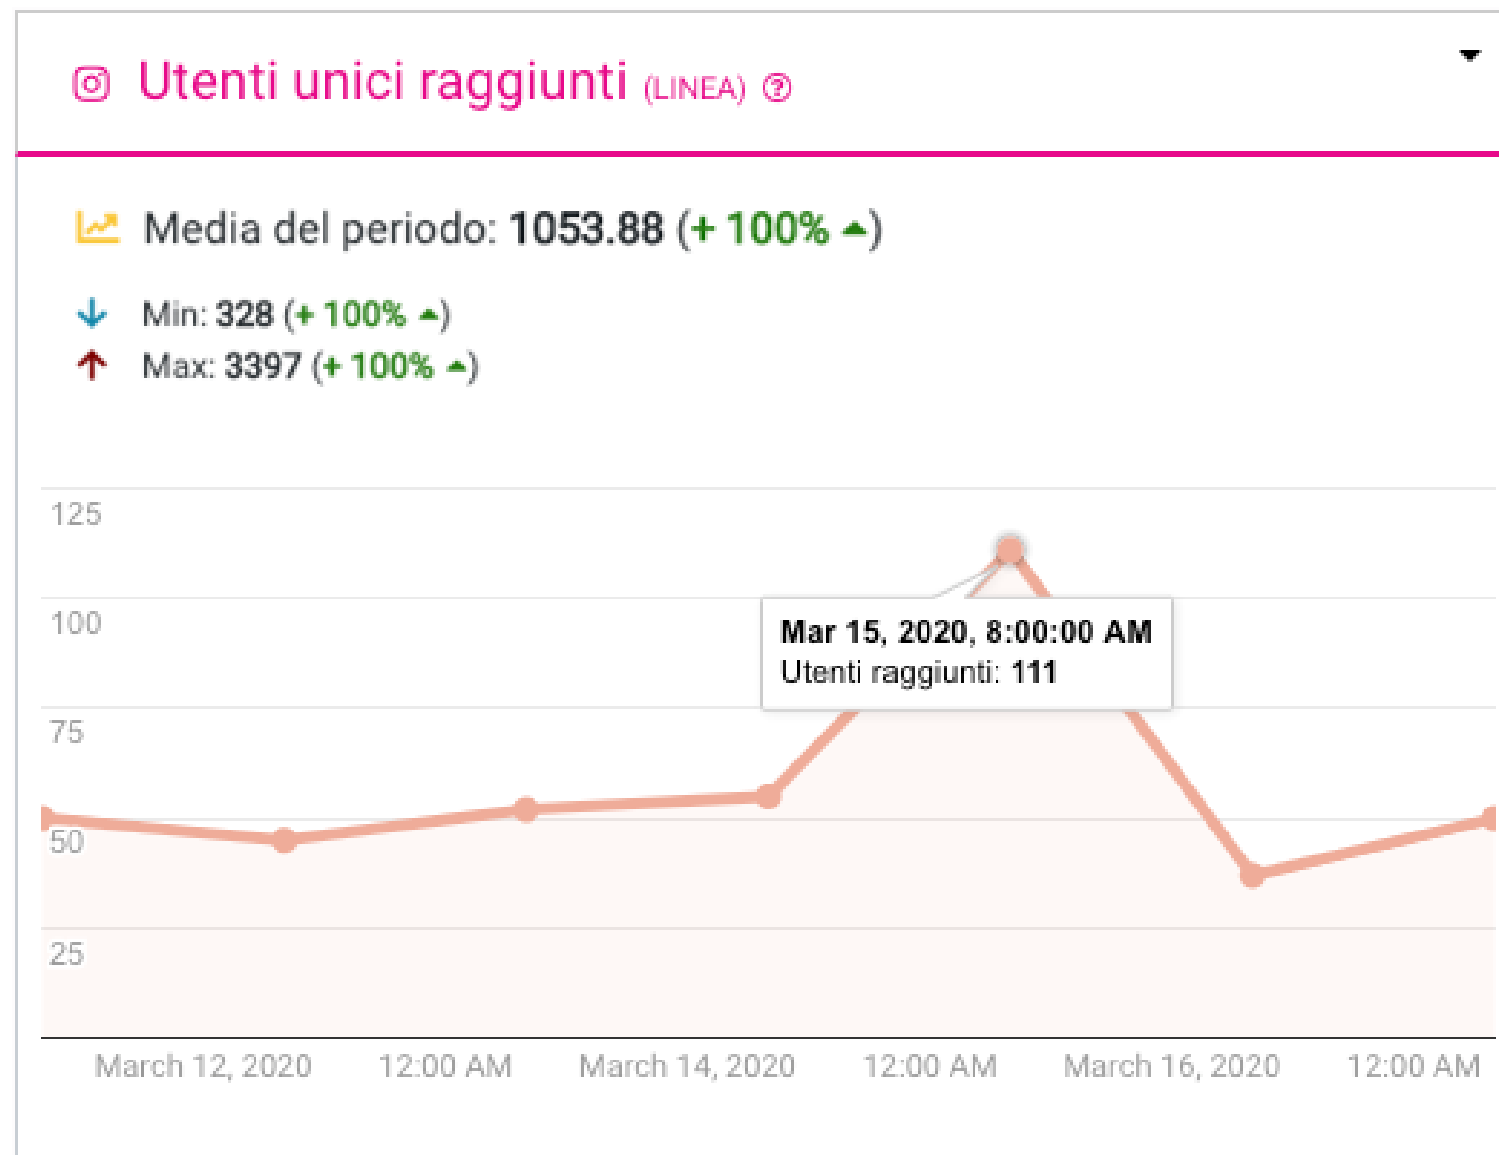 Utenti unici raggiunti (LINEA) ?
Media del periodo: 1053.88 (+ 100% ▲)
Min: 328 (+ 100% ▲)
Max: 3397 (+ 100% ▲)
125
100
Mar 15, 2020, 8:00:00 AM
Utenti raggiunti: 111
75
50
25
March 12, 2020 12:00 AM March 14, 2020 12:00 AM March 16, 2020 12:00 AM